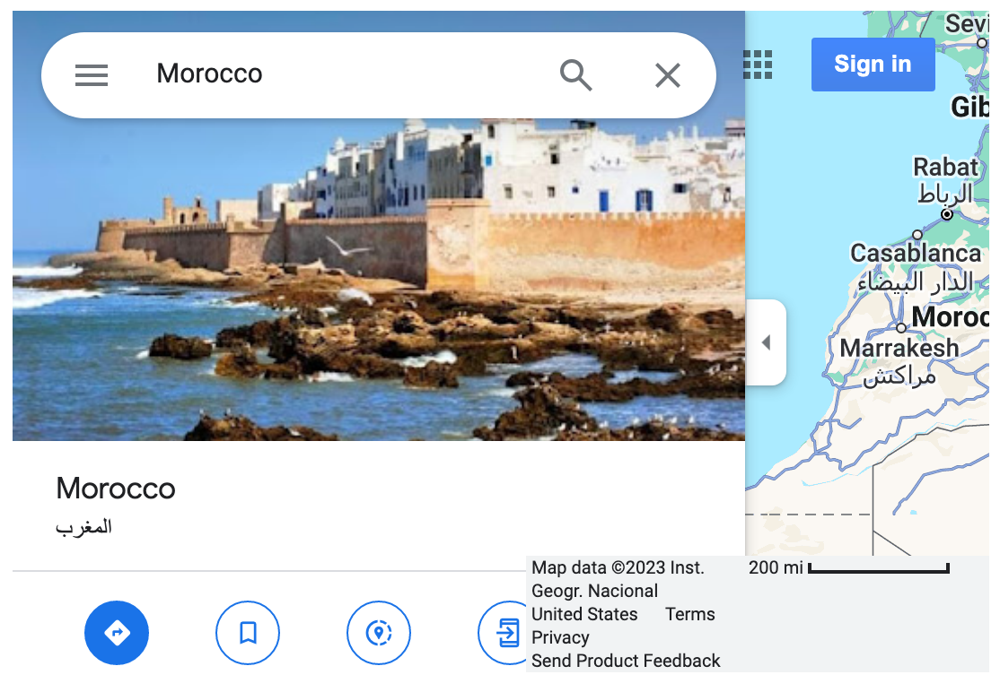 Morocco
Sign in
Morocco
المغرب
Sevi
Gib
Rabat
الرباط
Casablanca
الدار البيضاء
Moroc
Marrakesh
مراكش
Map data ©2023 Inst.
Geogr. Nacional
United States Terms
Privacy
Send Product Feedback
200 mi